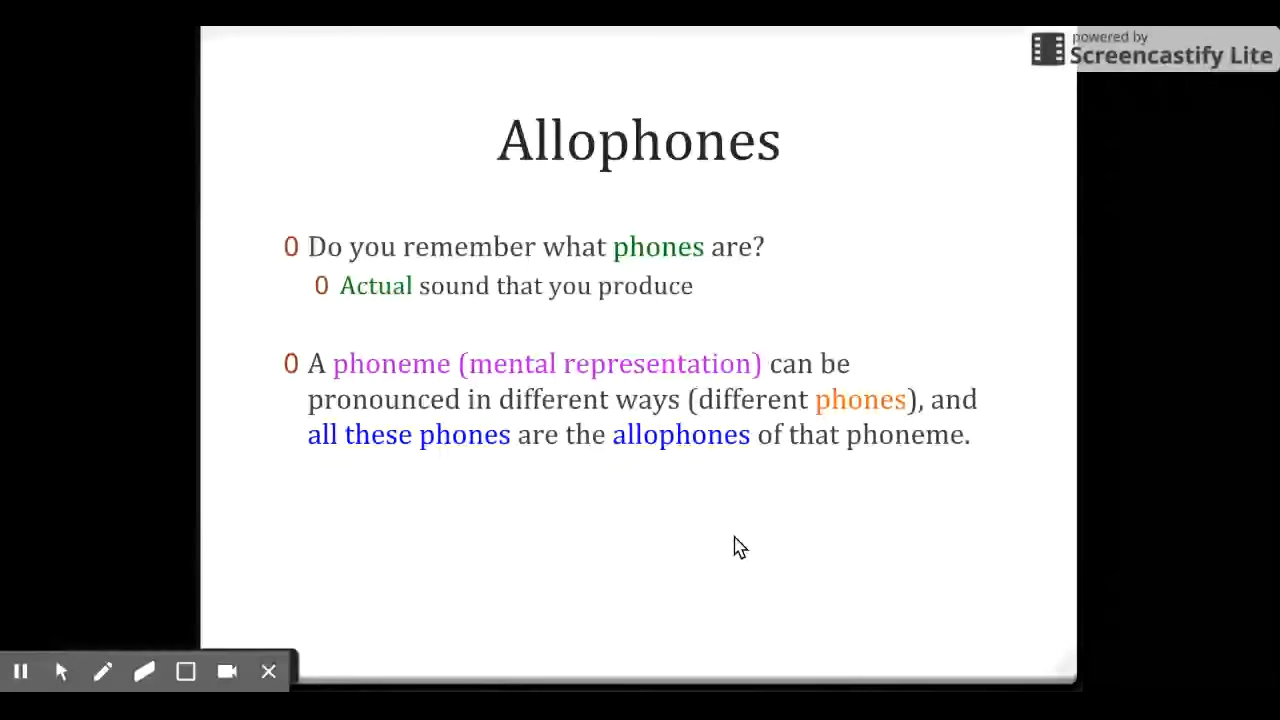 powered by
Screencastify Lite
Allophones
0 Do you remember what phones are?
0 Actual sound that you produce
0 A phoneme (mental representation) can be
pronounced in different ways (different phones), and
all these phones are the allophones of that phoneme.